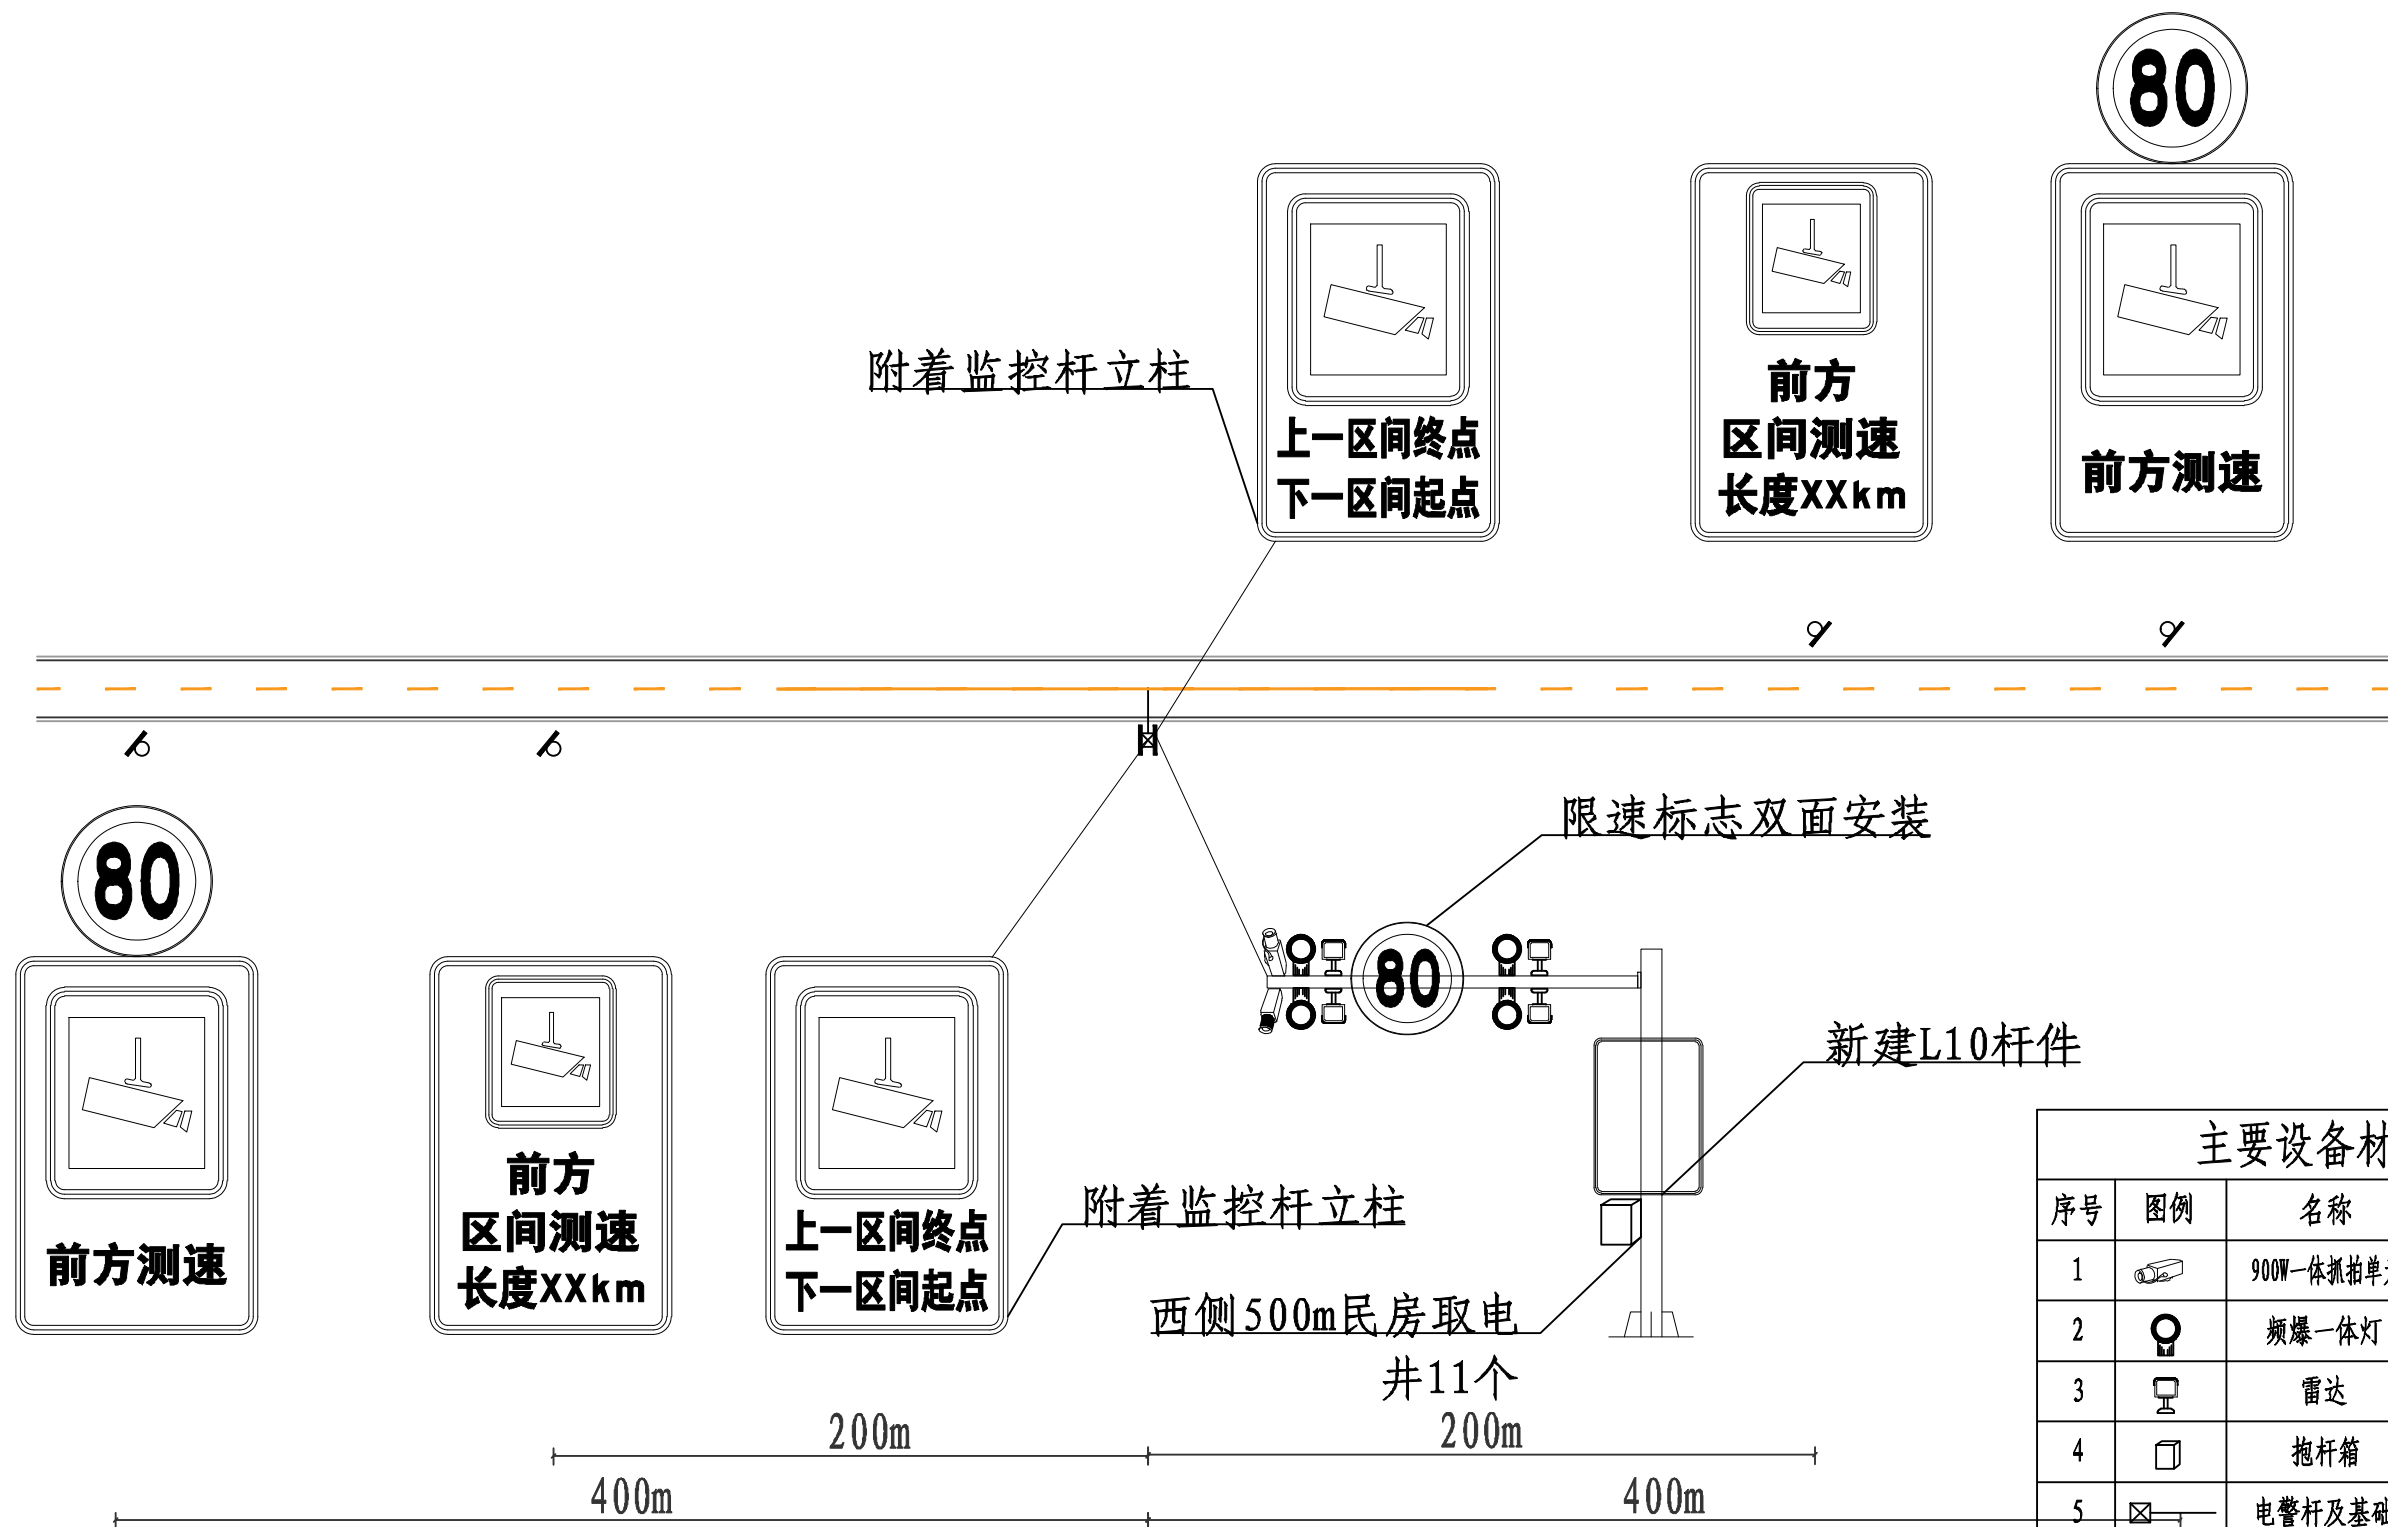 80
附着监控杆立柱
上一区间终点
下一区间起点
前方
区间测速
长度XXkm
前方测速
80
前方测速
前方
区间测速
长度XXkm
上一区间终点
下一区间起点
附着监控杆立柱
限速标志双面安装
80
新建L10杆件
西侧500m民房取电
井11个
200m
200m
400m
400m
主要设备材
序号 图例 名称
1 900W一体抓拍单
2 频爆一体灯
3 雷达
4 抱杆箱
5 电警杆及基础